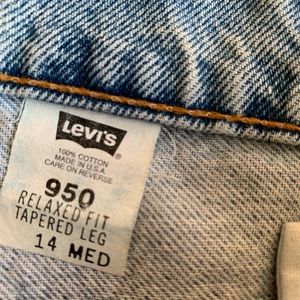 LEVI'S
100% COTTON
MADE IN U.S.A.
CARE ON REVERSE
950
RELAXED FIT
TAPERED LEG
14 MED